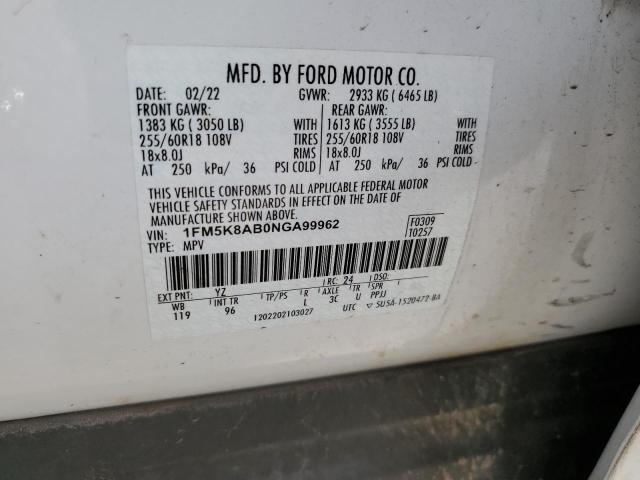 MFD. BY FORD MOTOR CO.
DATE: 02/22 GVWR: 2933 KG ( 6465 LB)
FRONT GAWR: REAR GAWR:
1383 KG ( 3050 LB) WITH 1613 KG ( 3555 LB) WITH
255/60R18 108V TIRES 255/60R18 108V TIRES
18x8.0J RIMS 18x8.0J RIMS
AT 250 kPa/ 36 PSI COLD AT 250 kPa/ 36 PSI COLD
THIS VEHICLE CONFORMS TO ALL APPLICABLE FEDERAL MOTOR
VEHICLE SAFETY STANDARDS IN EFFECT ON THE DATE OF
MANUFACTURE SHOWN ABOVE.
VIN: 1FM5K8AB0NGA99962 F0309
TYPE: MPV T0257
EXT PNT: YZ RC: 24 DSO:
WB INT TR TP/PS R AXLE TR SPR
119 96 L 3C U PPJJ
1202202103027 UTC ▽ SU5A-1520472-BA